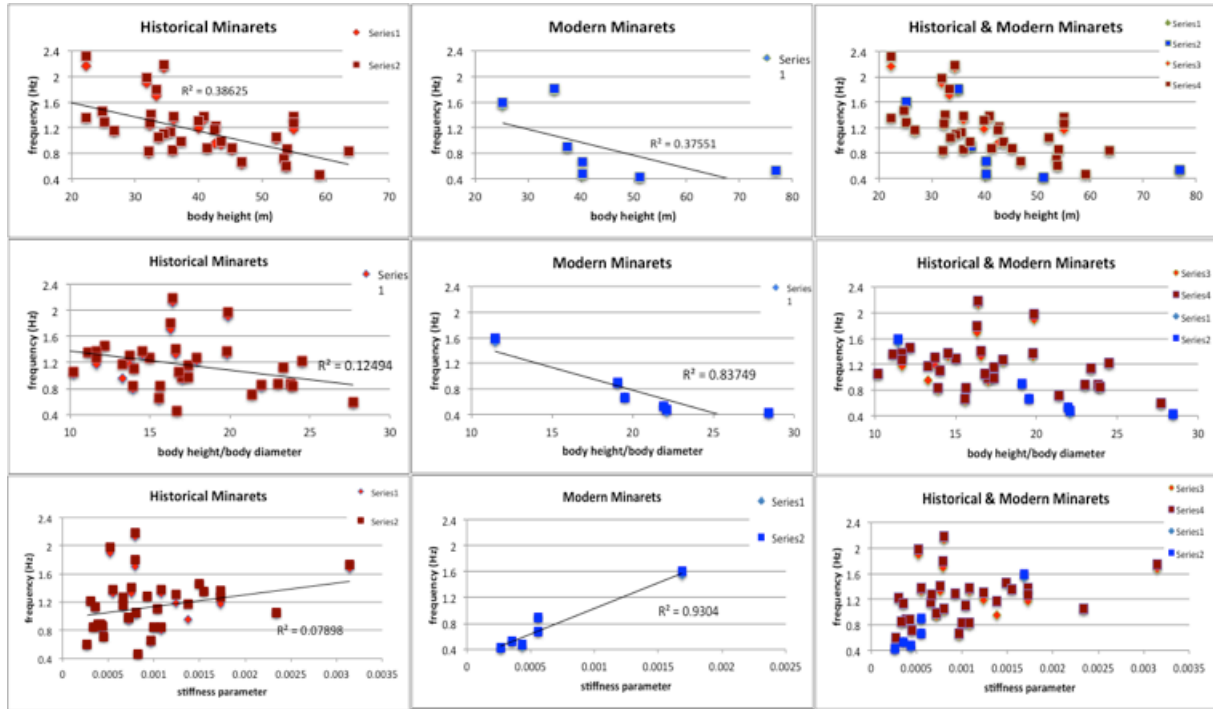 Historical Minarets
Series1
Series2
frequency (Hz)
2.4
2
1.6
1.2
0.8
0.4
R² = 0.38625
20 30 40 50 60 70
body height (m)
Modern Minarets
Series
1
frequency (Hz)
2.4
2
1.6
1.2
0.8
0.4
R² = 0.37551
20 30 40 50 60 70 80
body height (m)
Historical & Modern Minarets
Series1
Series2
Series3
Series4
frequency (Hz)
2.4
2
1.6
1.2
0.8
0.4
20 30 40 50 60 70 80
body height (m)
Historical Minarets
Series
1
frequency (Hz)
2.4
2
1.6
1.2
0.8
0.4
R² = 0.12494
10 15 20 25 30
body height/body diameter
Modern Minarets
Series
1
frequency (Hz)
2.4
2
1.6
1.2
0.8
0.4
R² = 0.83749
10 15 20 25 30
body height/body diameter
Historical & Modern Minarets
Series3
Series4
Series1
Series2
frequency (Hz)
2.4
2
1.6
1.2
0.8
0.4
10 15 20 25 30
body height/body diameter
Historical Minarets
Series1
Series2
frequency (Hz)
2.4
2
1.6
1.2
0.8
0.4
R² = 0.07898
0 0.0005 0.001 0.0015 0.002 0.0025 0.003 0.0035
stiffness parameter
Modern Minarets
Series1
Series2
frequency (Hz)
2.4
2
1.6
1.2
0.8
0.4
R² = 0.9304
0 0.0005 0.001 0.0015 0.002 0.0025
stiffness parameter
Historical & Modern Minarets
Series3
Series4
Series1
Series2
frequency (Hz)
2.4
2
1.6
1.2
0.8
0.4
0 0.0005 0.001 0.0015 0.002 0.0025 0.003 0.0035
stiffness parameter